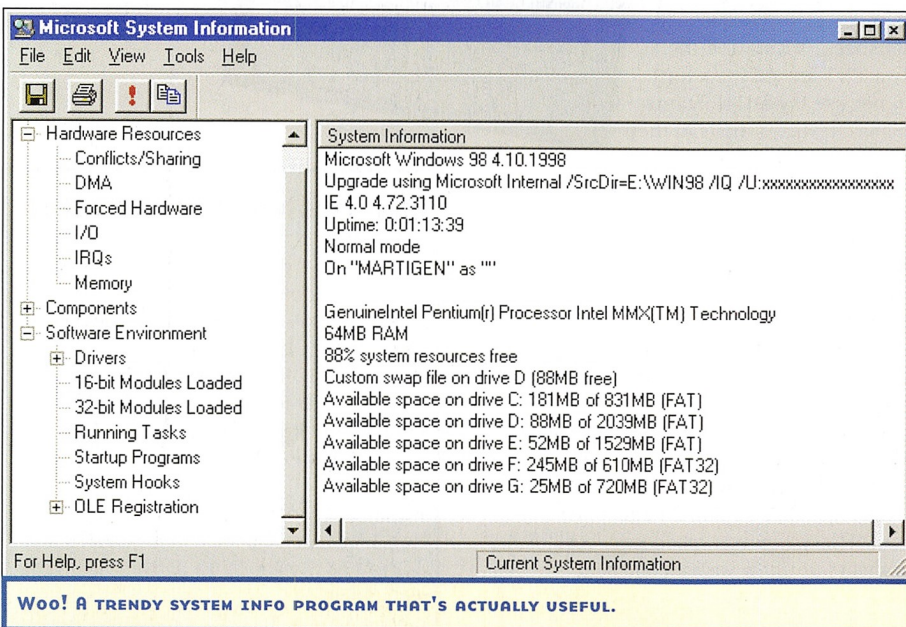 Microsoft System Information
File Edit View Tools Help
Hardware Resources
Conflicts/Sharing
DMA
Forced Hardware
I/O
IRQs
Memory
Components
Software Environment
Drivers
16-bit Modules Loaded
32-bit Modules Loaded
Running Tasks
Startup Programs
System Hooks
OLE Registration
System Information
Microsoft Windows 98 4.10.1998
Upgrade using Microsoft Internal /SrcDir=E:\WIN98 /IQ /U:xxxxxxxxxxxxxxxxx
IE 4.0 4.72.3110
Uptime: 0:01:13:39
Normal mode
On "MARTIGEN" as ""
GenuineIntel Pentium(r) Processor Intel MMX(TM) Technology
64MB RAM
88% system resources free
Custom swap file on drive D (88MB free)
Available space on drive C: 181MB of 831MB (FAT)
Available space on drive D: 88MB of 2039MB (FAT)
Available space on drive E: 52MB of 1529MB (FAT)
Available space on drive F: 245MB of 610MB (FAT32)
Available space on drive G: 25MB of 720MB (FAT32)
For Help, press F1
Current System Information
WOO! A TRENDY SYSTEM INFO PROGRAM THAT'S ACTUALLY USEFUL.